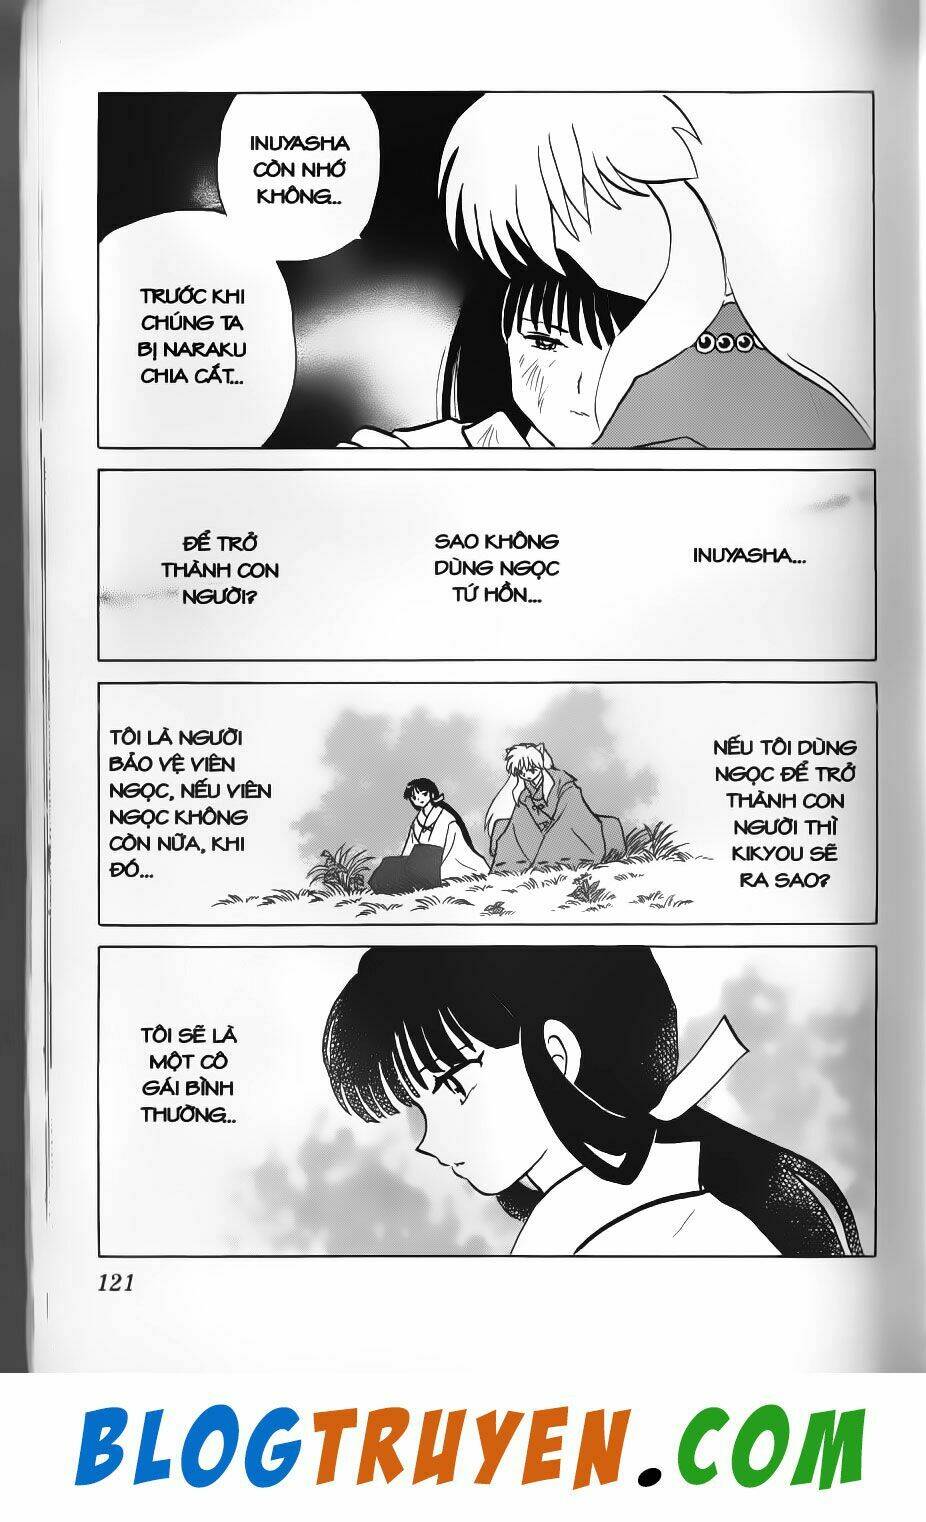 INUYASHA
CÒN NHỚ
KHÔNG...
TRƯỚC KHI
CHÚNG TA
BỊ NARAKU
CHIA CẮT...
INUYASHA...
SAO KHÔNG
DÙNG NGỌC
TỨ HỒN...
ĐỂ TRỞ
THÀNH CON
NGƯỜI?
NẾU TÔI DÙNG
NGỌC ĐỂ TRỞ
THÀNH CON
NGƯỜI THÌ
KIKYOU SẼ
RA SAO?
TÔI LÀ NGƯỜI
BẢO VỆ VIÊN
NGỌC, NẾU VIÊN
NGỌC KHÔNG
CÒN NỮA, KHI
ĐÓ...
TÔI SẼ LÀ
MỘT CÔ
GÁI BÌNH
THƯỜNG...
121
BLOGTRUYEN.COM